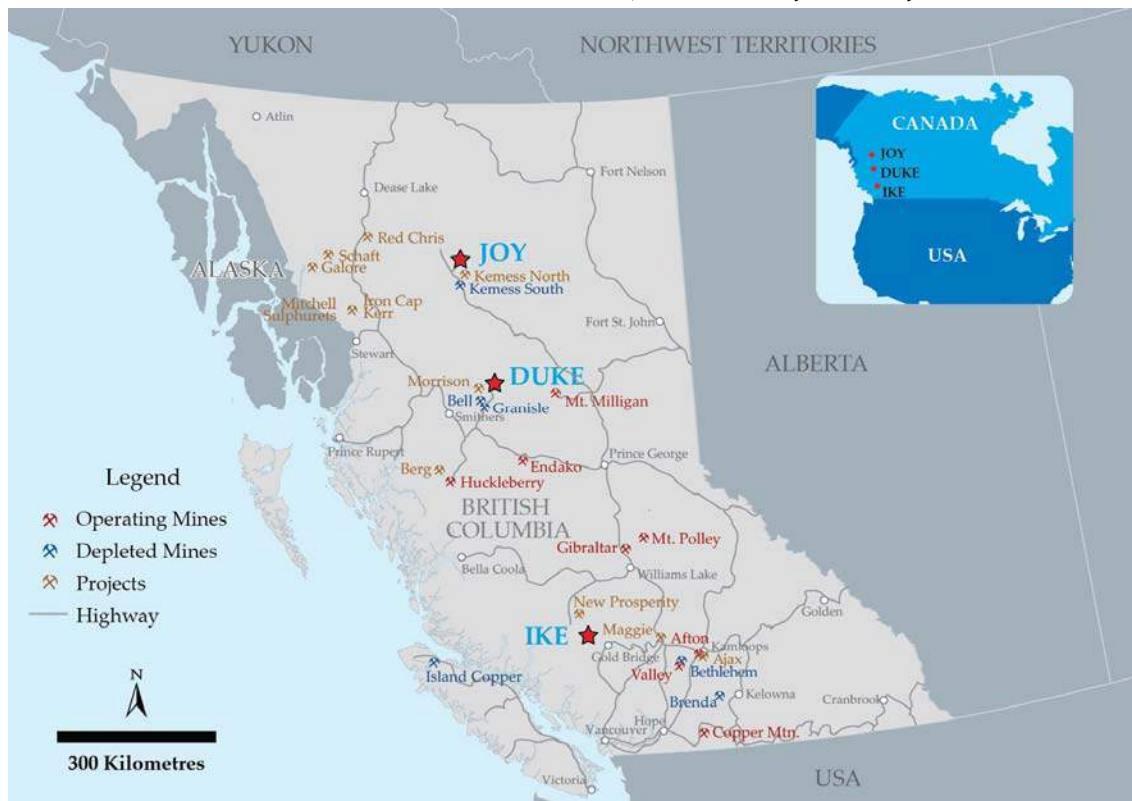 YUKON
NORTHWEST TERRITORIES
Atlin
CANADA
JOY
DUKE
IKE
USA
Fort Nelson
Dease Lake
Red Chris
JOY
Schaft
Galore
ALASKA
Kemess North
Kemess South
Mitchell
Sulphurets
Iron Cap
Kerr
Fort St. John
Stewart
ALBERTA
Morrison
DUKE
Bell
Granisle
Mt. Milligan
Smithers
Prince Rupert
Prince George
Endako
Berg
Huckleberry
BRITISH
COLUMBIA
Legend
Operating Mines
Depleted Mines
Projects
Highway
Mt. Polley
Gibraltar
Bella Coola
Williams Lake
New Prosperity
Golden
IKE
Maggie
Afton
Kamloops
Gold Bridge
Ajax
Valley
Bethlehem
Island Copper
Brenda
Kelowna
Cranbrook
Hope
Vancouver
Copper Mtn.
Victoria
USA
N
300 Kilometres